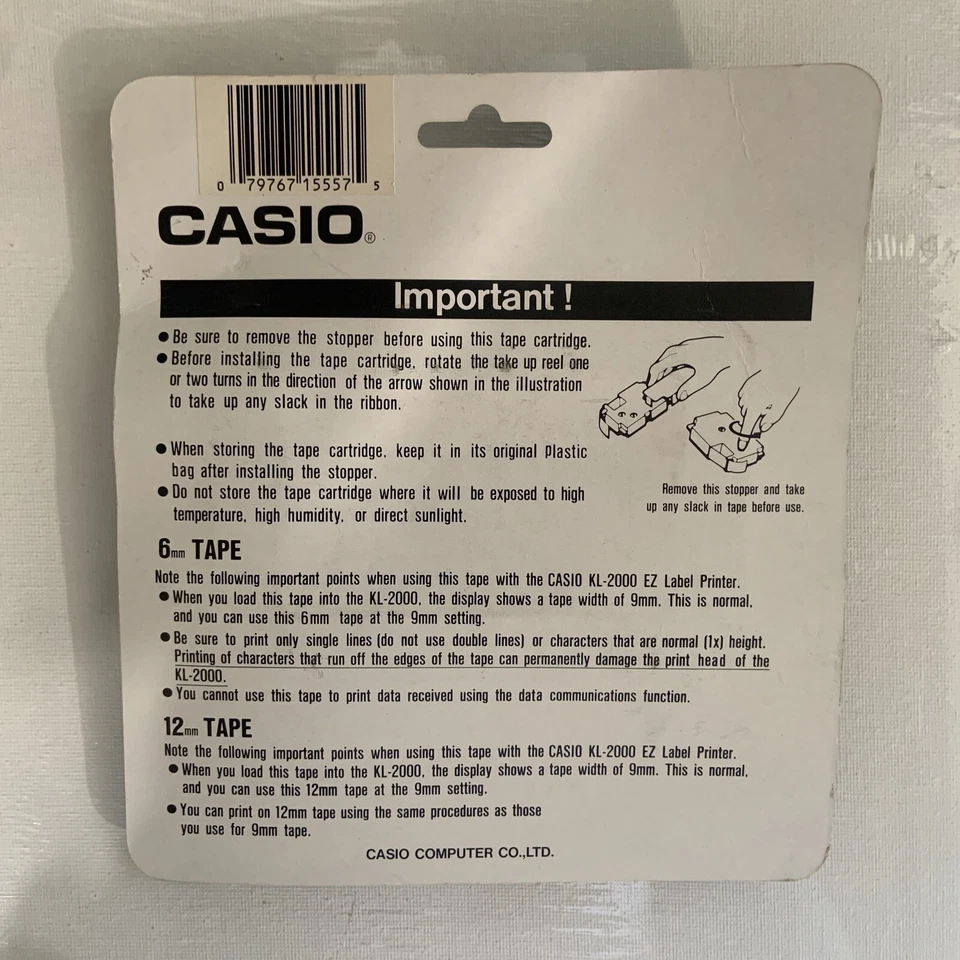 0 79767 15557 5
CASIO®
Important !
● Be sure to remove the stopper before using this tape cartridge.
● Before installing the tape cartridge, rotate the take up reel one
or two turns in the direction of the arrow shown in the illustration
to take up any slack in the ribbon.
● When storing the tape cartridge, keep it in its original Plastic
bag after installing the stopper.
● Do not store the tape cartridge where it will be exposed to high
temperature, high humidity, or direct sunlight.
Remove this stopper and take
up any slack in tape before use.
6mm TAPE
Note the following important points when using this tape with the CASIO KL-2000 EZ Label Printer.
● When you load this tape into the KL-2000, the display shows a tape width of 9mm. This is normal,
and you can use this 6mm tape at the 9mm setting.
● Be sure to print only single lines (do not use double lines) or characters that are normal (1x) height.
Printing of characters that run off the edges of the tape can permanently damage the print head of the
KL-2000.
● You cannot use this tape to print data received using the data communications function.
12mm TAPE
Note the following important points when using this tape with the CASIO KL-2000 EZ Label Printer.
● When you load this tape into the KL-2000, the display shows a tape width of 9mm. This is normal,
and you can use this 12mm tape at the 9mm setting.
● You can print on 12mm tape using the same procedures as those
you use for 9mm tape.
CASIO COMPUTER CO.,LTD.